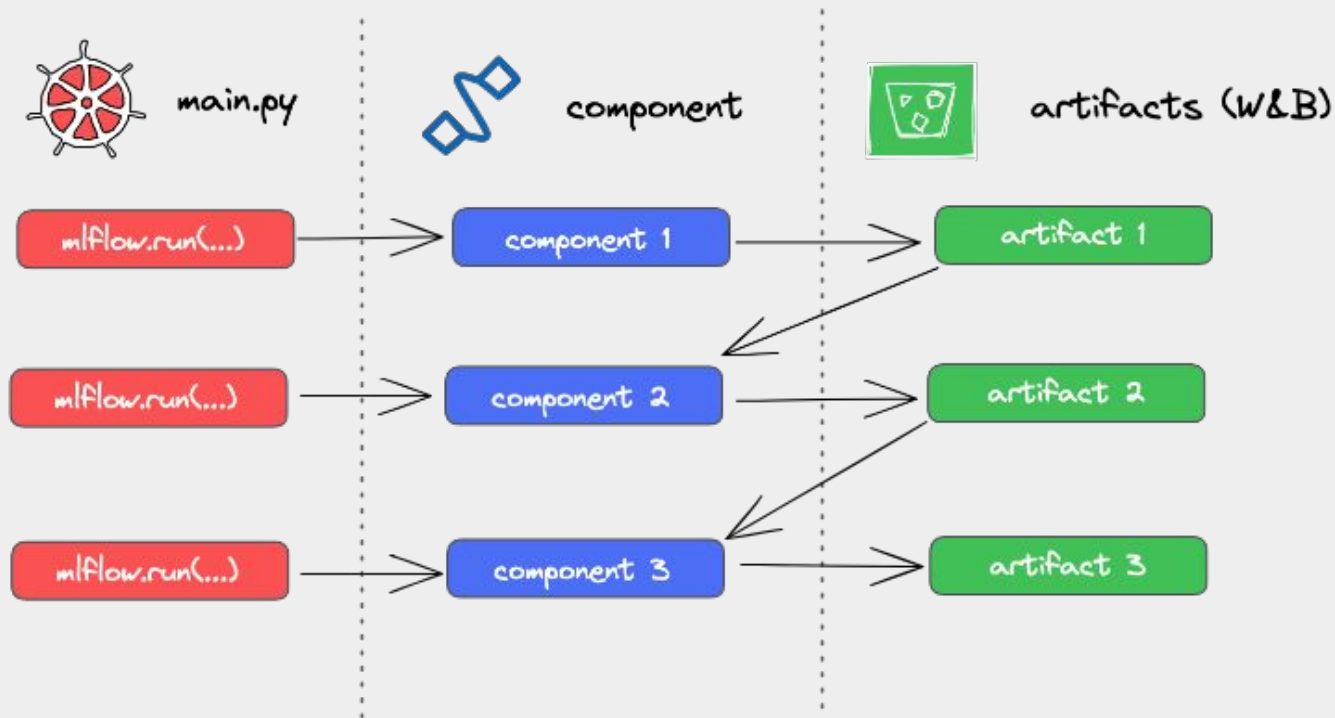 main.py
component
artifacts (W&B)
mlflow.run(...)
component 1
artifact 1
mlflow.run(...)
component 2
artifact 2
mlflow.run(...)
component 3
artifact 3